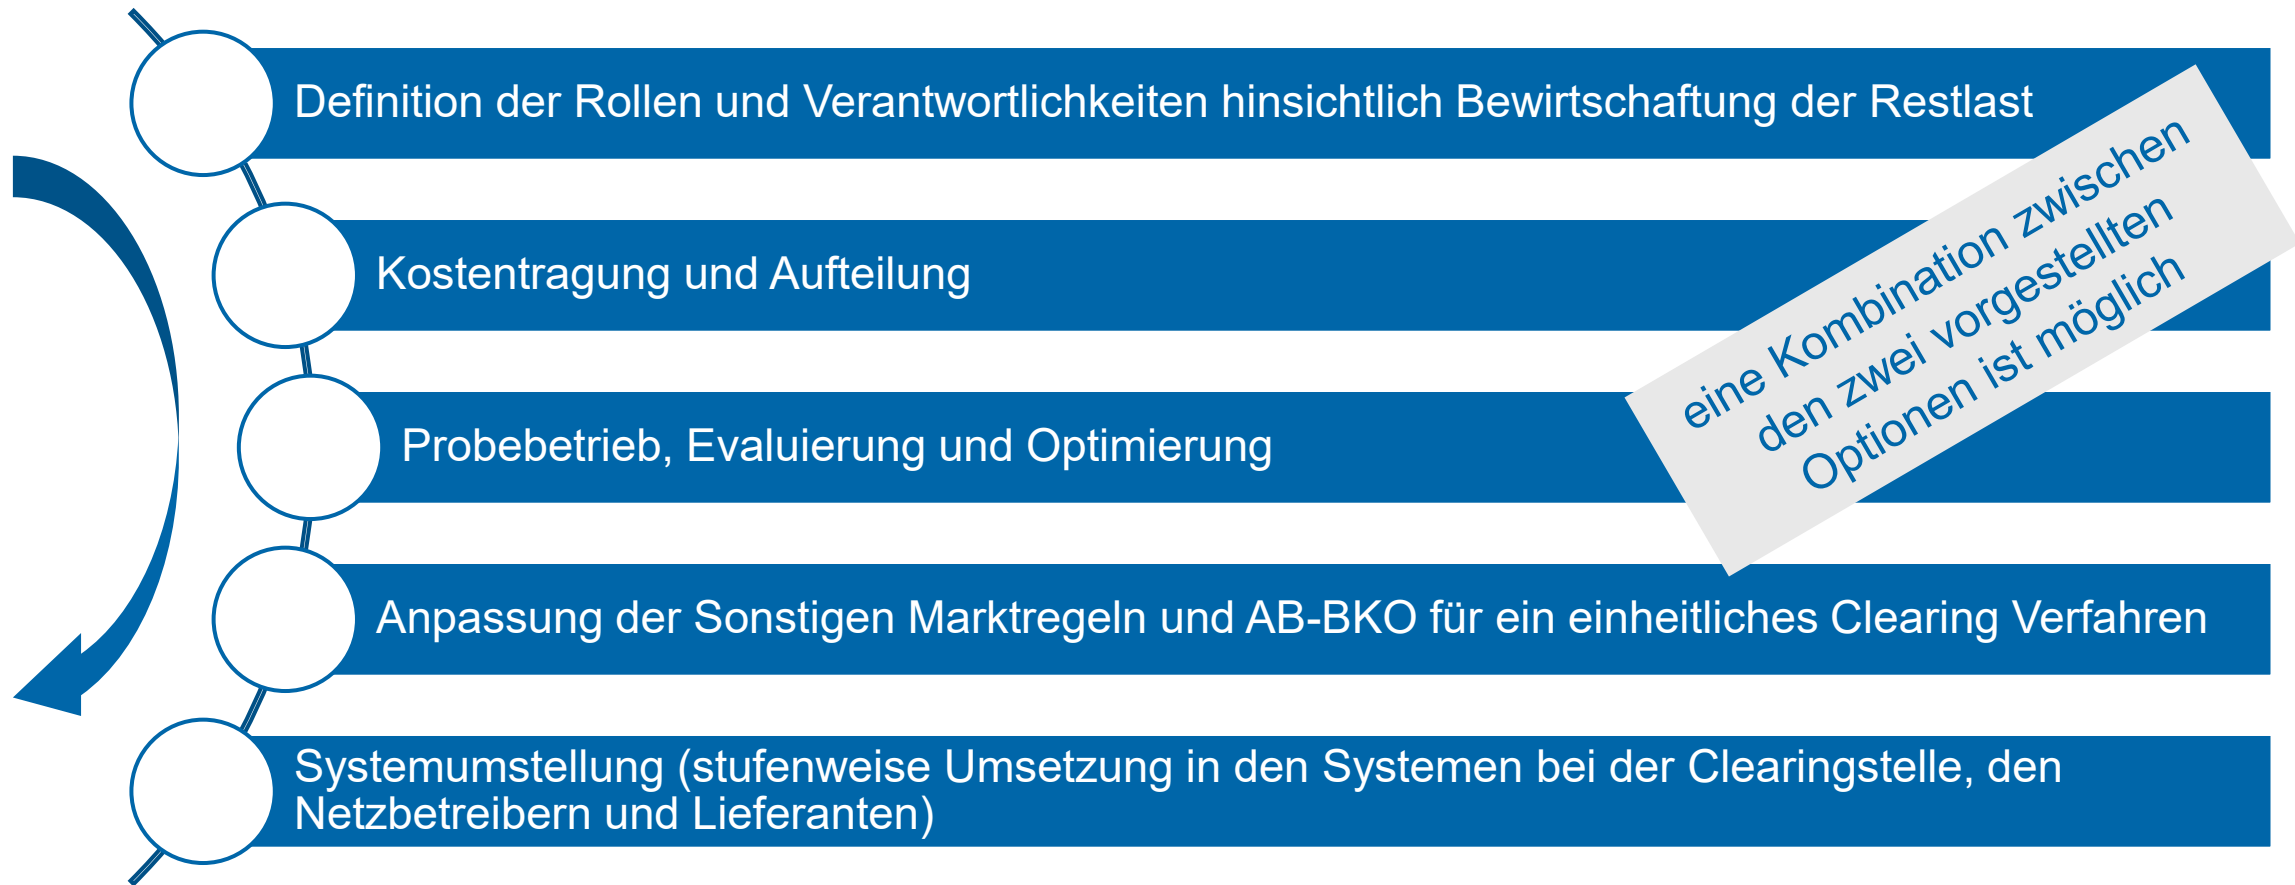 Definition der Rollen und Verantwortlichkeiten hinsichtlich Bewirtschaftung der Restlast
Kostentragung und Aufteilung
Probebetrieb, Evaluierung und Optimierung
Anpassung der Sonstigen Marktregeln und AB-BKO für ein einheitliches Clearing Verfahren
Systemumstellung (stufenweise Umsetzung in den Systemen bei der Clearingstelle, den
Netzbetreibern und Lieferanten)
eine Kombination zwischen
den zwei vorgestellten
Optionen ist möglich